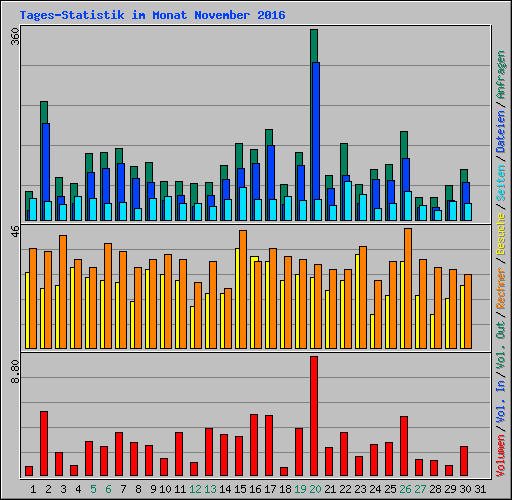 Tages-Statistik im Monat November 2016
360
46
8.80
Volumen / Vol. In / Vol. Out / Rechner / Besuche / Seiten / Dateien / Anfragen
1 2 3 4 5 6 7 8 9 10 11 12 13 14 15 16 17 18 19 20 21 22 23 24 25 26 27 28 29 30 31